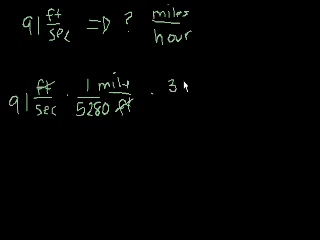 91 ft/sec => ? miles/hour
91 ft/sec · 1 mile/5280 ft · 3